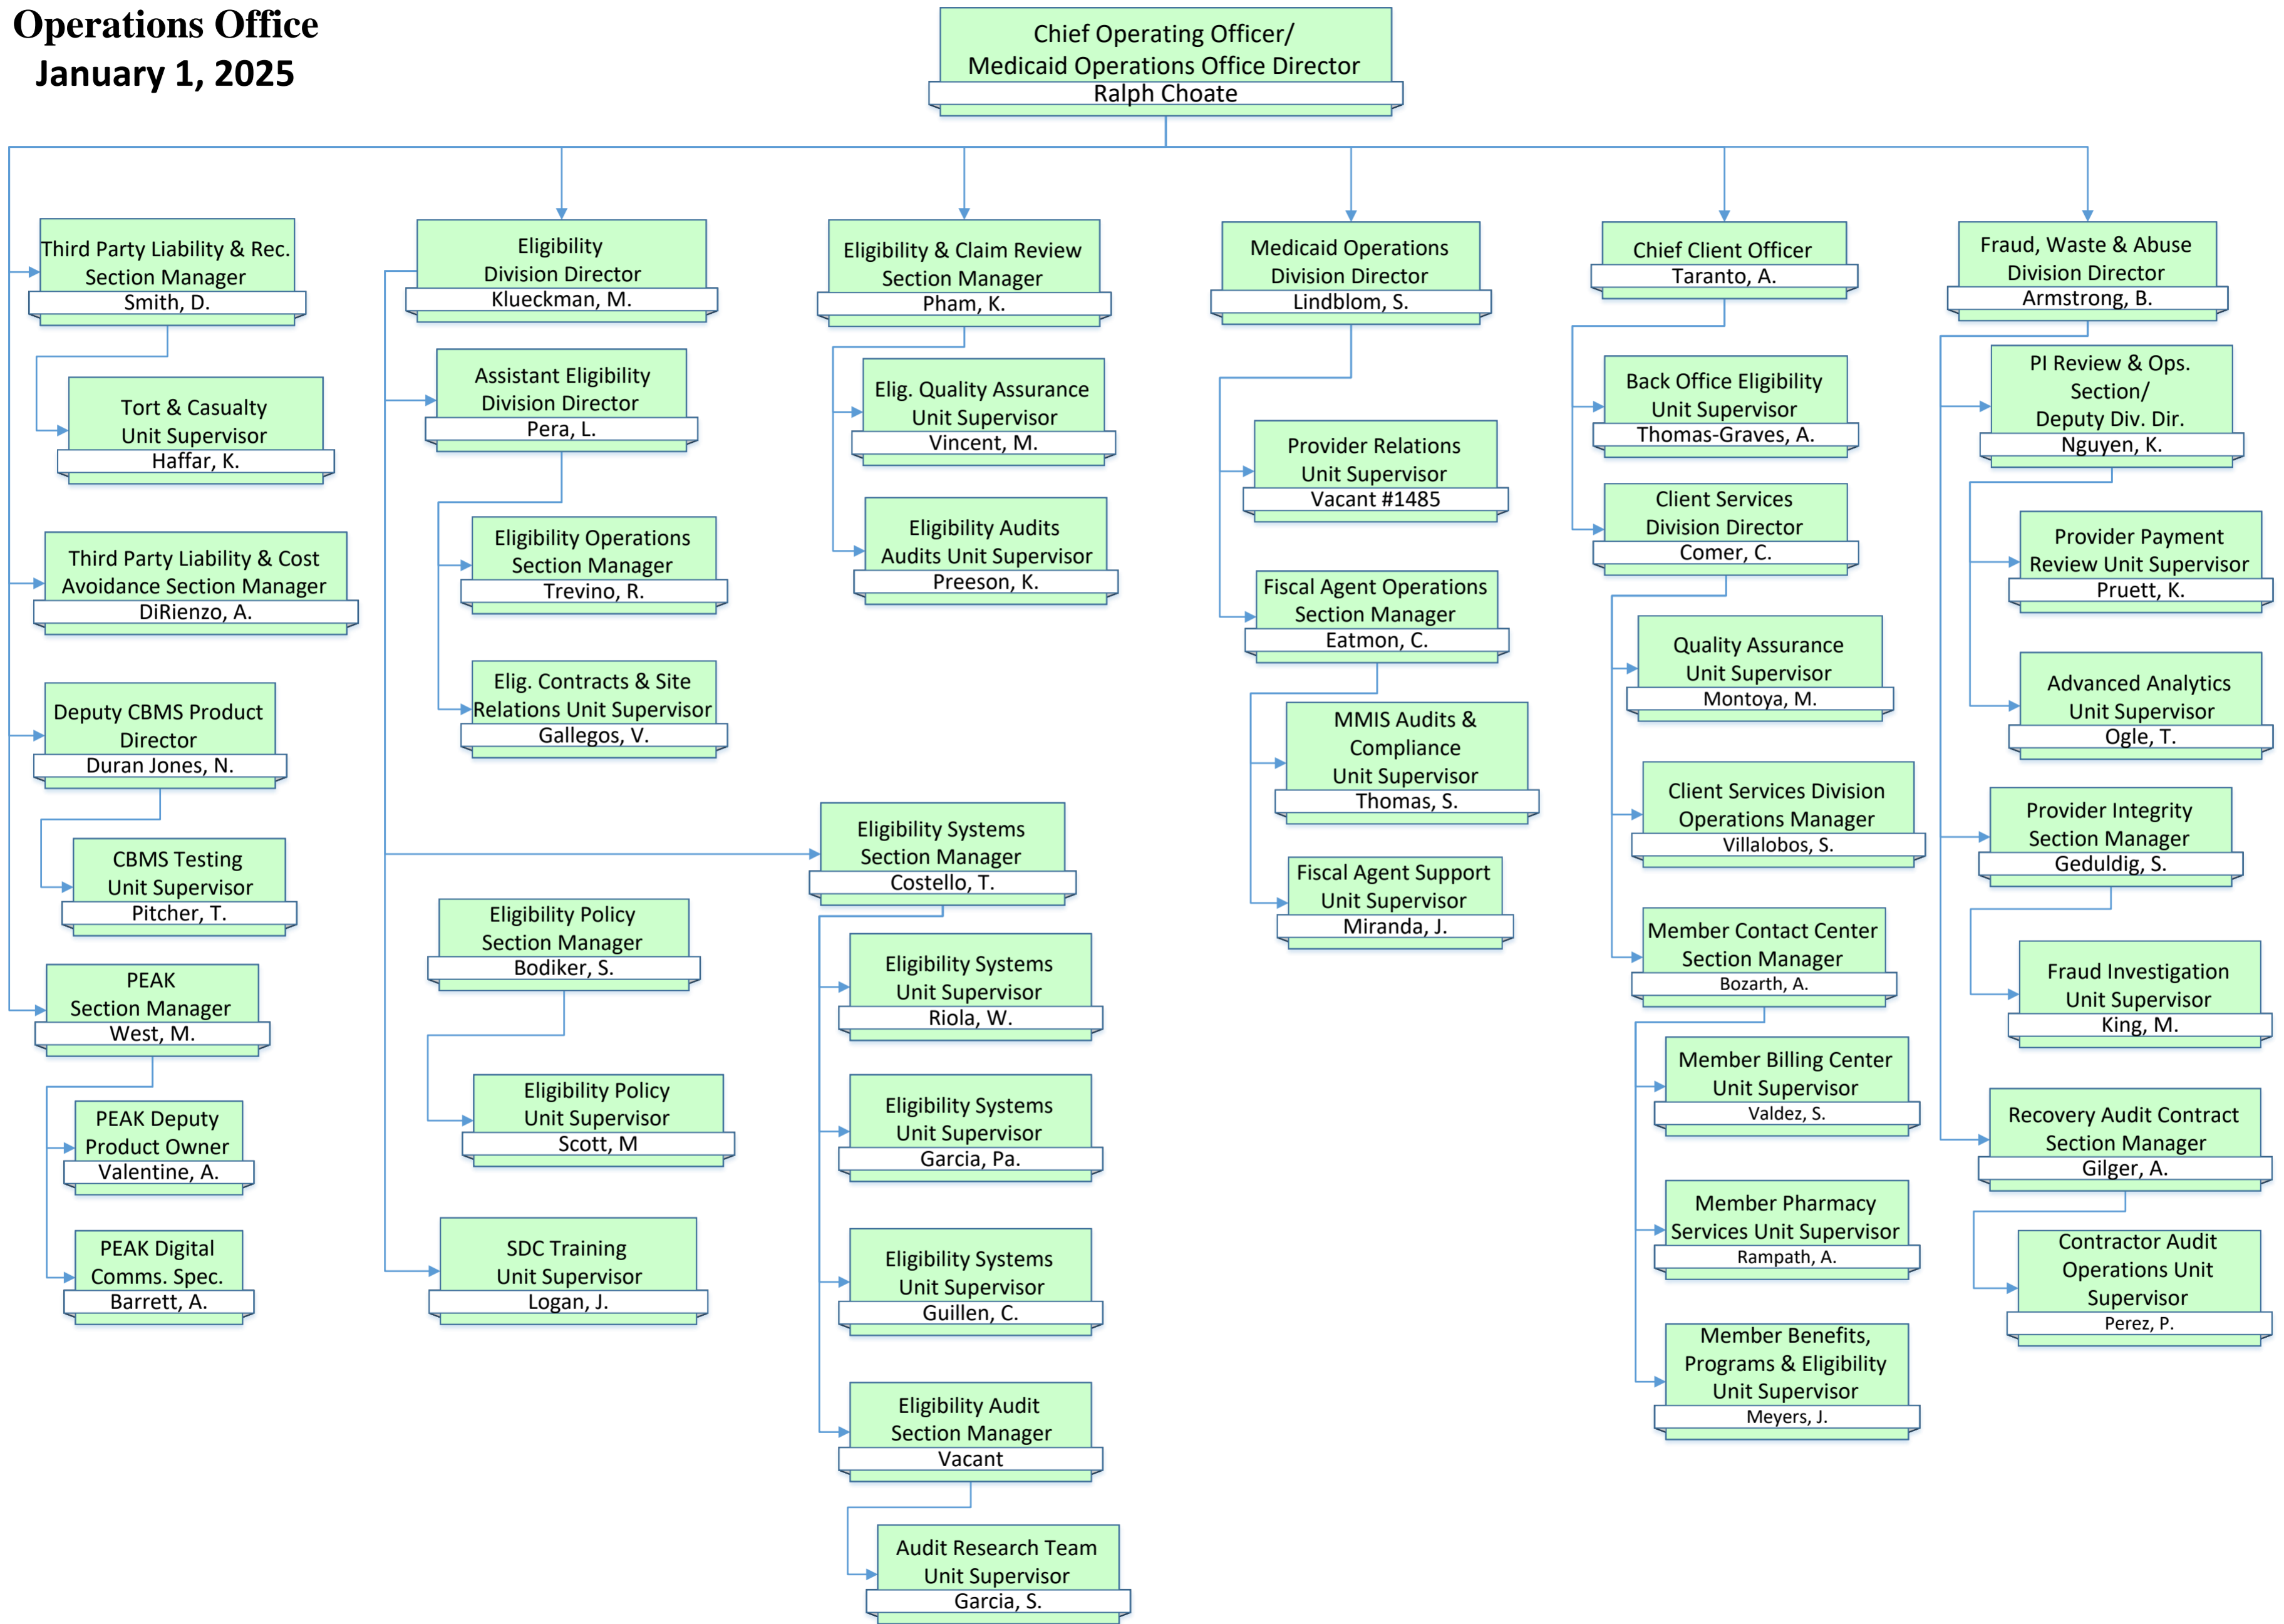 Operations Office
January 1, 2025
Chief Operating Officer/
Medicaid Operations Office Director
Ralph Choate
Third Party Liability & Rec.
Section Manager
Smith, D.
Tort & Casualty
Unit Supervisor
Haffar, K.
Third Party Liability & Cost
Avoidance Section Manager
DiRienzo, A.
Deputy CBMS Product
Director
Duran Jones, N.
CBMS Testing
Unit Supervisor
Pitcher, T.
PEAK
Section Manager
West, M.
PEAK Deputy
Product Owner
Valentine, A.
PEAK Digital
Comms. Spec.
Barrett, A.
Eligibility
Division Director
Klueckman, M.
Assistant Eligibility
Division Director
Pera, L.
Eligibility Operations
Section Manager
Trevino, R.
Elig. Contracts & Site
Relations Unit Supervisor
Gallegos, V.
Eligibility Policy
Section Manager
Bodiker, S.
Eligibility Policy
Unit Supervisor
Scott, M
SDC Training
Unit Supervisor
Logan, J.
Eligibility & Claim Review
Section Manager
Pham, K.
Elig. Quality Assurance
Unit Supervisor
Vincent, M.
Eligibility Audits
Audits Unit Supervisor
Preeson, K.
Eligibility Systems
Section Manager
Costello, T.
Eligibility Systems
Unit Supervisor
Riola, W.
Eligibility Systems
Unit Supervisor
Garcia, Pa.
Eligibility Systems
Unit Supervisor
Guillen, C.
Eligibility Audit
Section Manager
Vacant
Audit Research Team
Unit Supervisor
Garcia, S.
Medicaid Operations
Division Director
Lindblom, S.
Provider Relations
Unit Supervisor
Vacant #1485
Fiscal Agent Operations
Section Manager
Eatmon, C.
MMIS Audits &
Compliance
Unit Supervisor
Thomas, S.
Fiscal Agent Support
Unit Supervisor
Miranda, J.
Chief Client Officer
Taranto, A.
Back Office Eligibility
Unit Supervisor
Thomas-Graves, A.
Client Services
Division Director
Comer, C.
Quality Assurance
Unit Supervisor
Montoya, M.
Client Services Division
Operations Manager
Villalobos, S.
Member Contact Center
Section Manager
Bozarth, A.
Member Billing Center
Unit Supervisor
Valdez, S.
Member Pharmacy
Services Unit Supervisor
Rampath, A.
Member Benefits,
Programs & Eligibility
Unit Supervisor
Meyers, J.
Fraud, Waste & Abuse
Division Director
Armstrong, B.
PI Review & Ops.
Section/
Deputy Div. Dir.
Nguyen, K.
Provider Payment
Review Unit Supervisor
Pruett, K.
Advanced Analytics
Unit Supervisor
Ogle, T.
Provider Integrity
Section Manager
Geduldig, S.
Fraud Investigation
Unit Supervisor
King, M.
Recovery Audit Contract
Section Manager
Gilger, A.
Contractor Audit
Operations Unit
Supervisor
Perez, P.